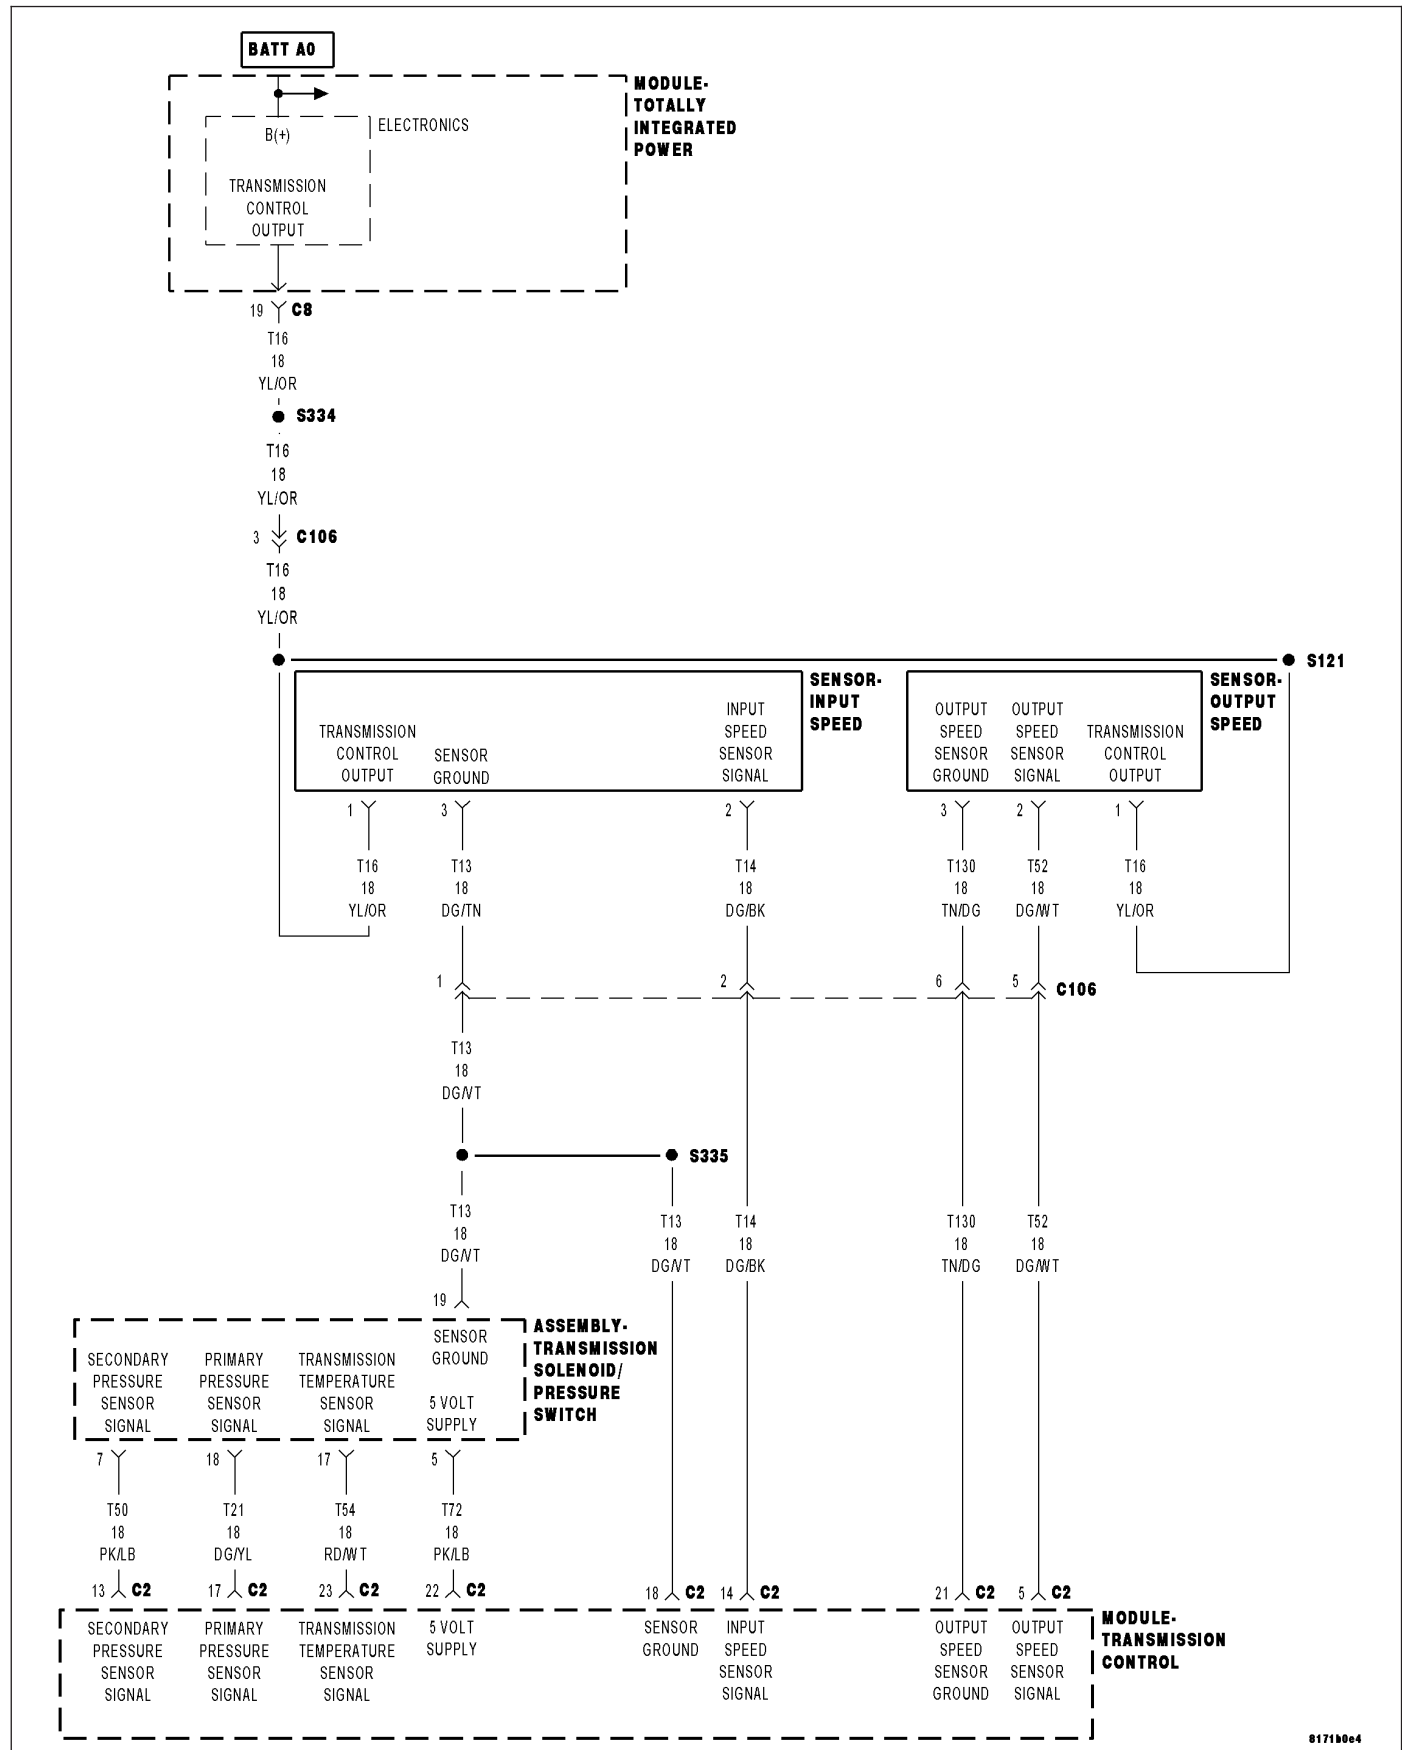 BATT A0
MODULE-
TOTALLY
INTEGRATED
POWER
B(+)
ELECTRONICS
TRANSMISSION
CONTROL
OUTPUT
19 C8
T16
18
YL/OR
S334
T16
18
YL/OR
3 C106
T16
18
YL/OR
S121
SENSOR-
INPUT
SPEED
TRANSMISSION
CONTROL
OUTPUT
SENSOR
GROUND
INPUT
SPEED
SENSOR
SIGNAL
SENSOR-
OUTPUT
SPEED
OUTPUT
SPEED
SENSOR
GROUND
OUTPUT
SPEED
SENSOR
SIGNAL
TRANSMISSION
CONTROL
OUTPUT
1 3 2 3 2 1
T16 T13 T14 T130 T52 T16
18 18 18 18 18 18
YL/OR DG/TN DG/BK TN/DG DG/WT YL/OR
1 2 6 5 C106
T13
18
DG/VT
S335
T13 T13 T14 T130 T52
18 18 18 18 18
DG/VT DG/VT DG/BK TN/DG DG/WT
19
ASSEMBLY-
TRANSMISSION
SOLENOID/
PRESSURE
SWITCH
SENSOR
GROUND
SECONDARY
PRESSURE
SENSOR
SIGNAL
PRIMARY
PRESSURE
SENSOR
SIGNAL
TRANSMISSION
TEMPERATURE
SENSOR
SIGNAL
5 VOLT
SUPPLY
7 18 17 5
T50 T21 T54 T72
18 18 18 18
PK/LB DG/YL RD/WT PK/LB
13 C2 17 C2 23 C2 22 C2 18 C2 14 C2 21 C2 5 C2
MODULE-
TRANSMISSION
CONTROL
SECONDARY
PRESSURE
SENSOR
SIGNAL
PRIMARY
PRESSURE
SENSOR
SIGNAL
TRANSMISSION
TEMPERATURE
SENSOR
SIGNAL
5 VOLT
SUPPLY
SENSOR
GROUND
INPUT
SPEED
SENSOR
SIGNAL
OUTPUT
SPEED
SENSOR
GROUND
OUTPUT
SPEED
SENSOR
SIGNAL
8171b0e4